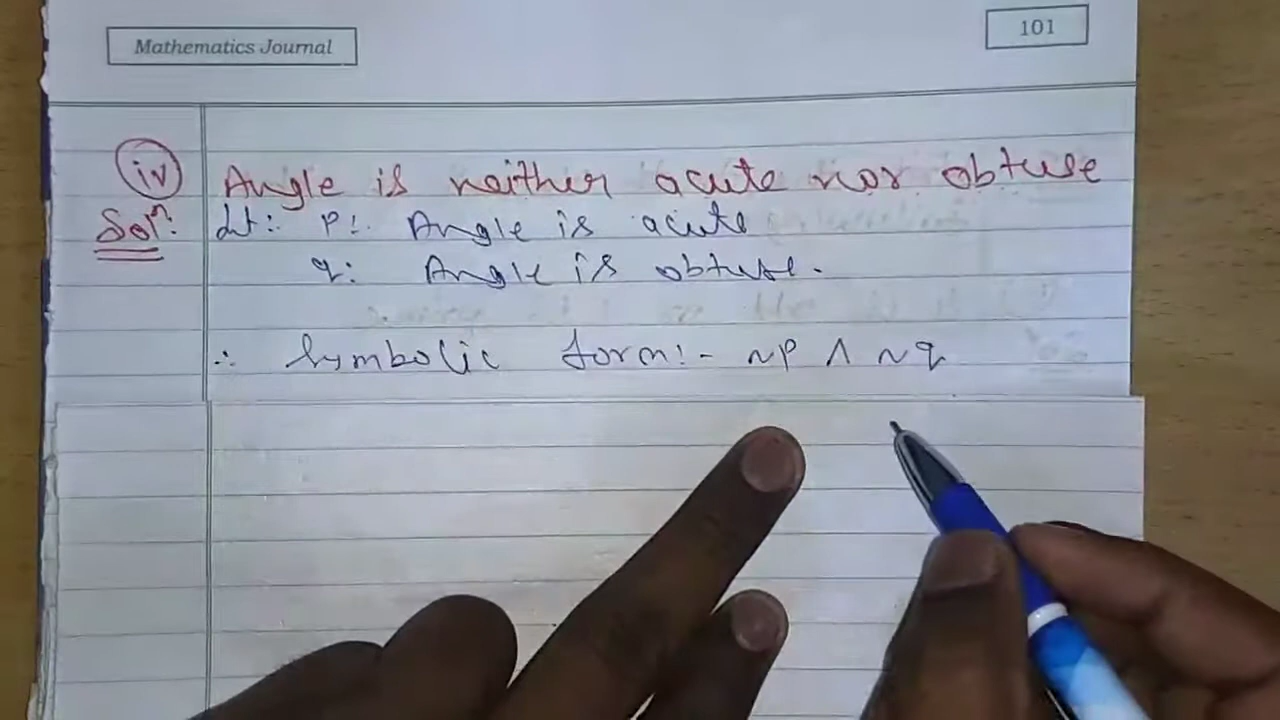 Mathematics Journal
101
iv Angle is neither acute nor obtuse
Soln: let: p: Angle is acute
q: Angle is obtuse.
∴ Symbolic form:- ~p ∧ ~q